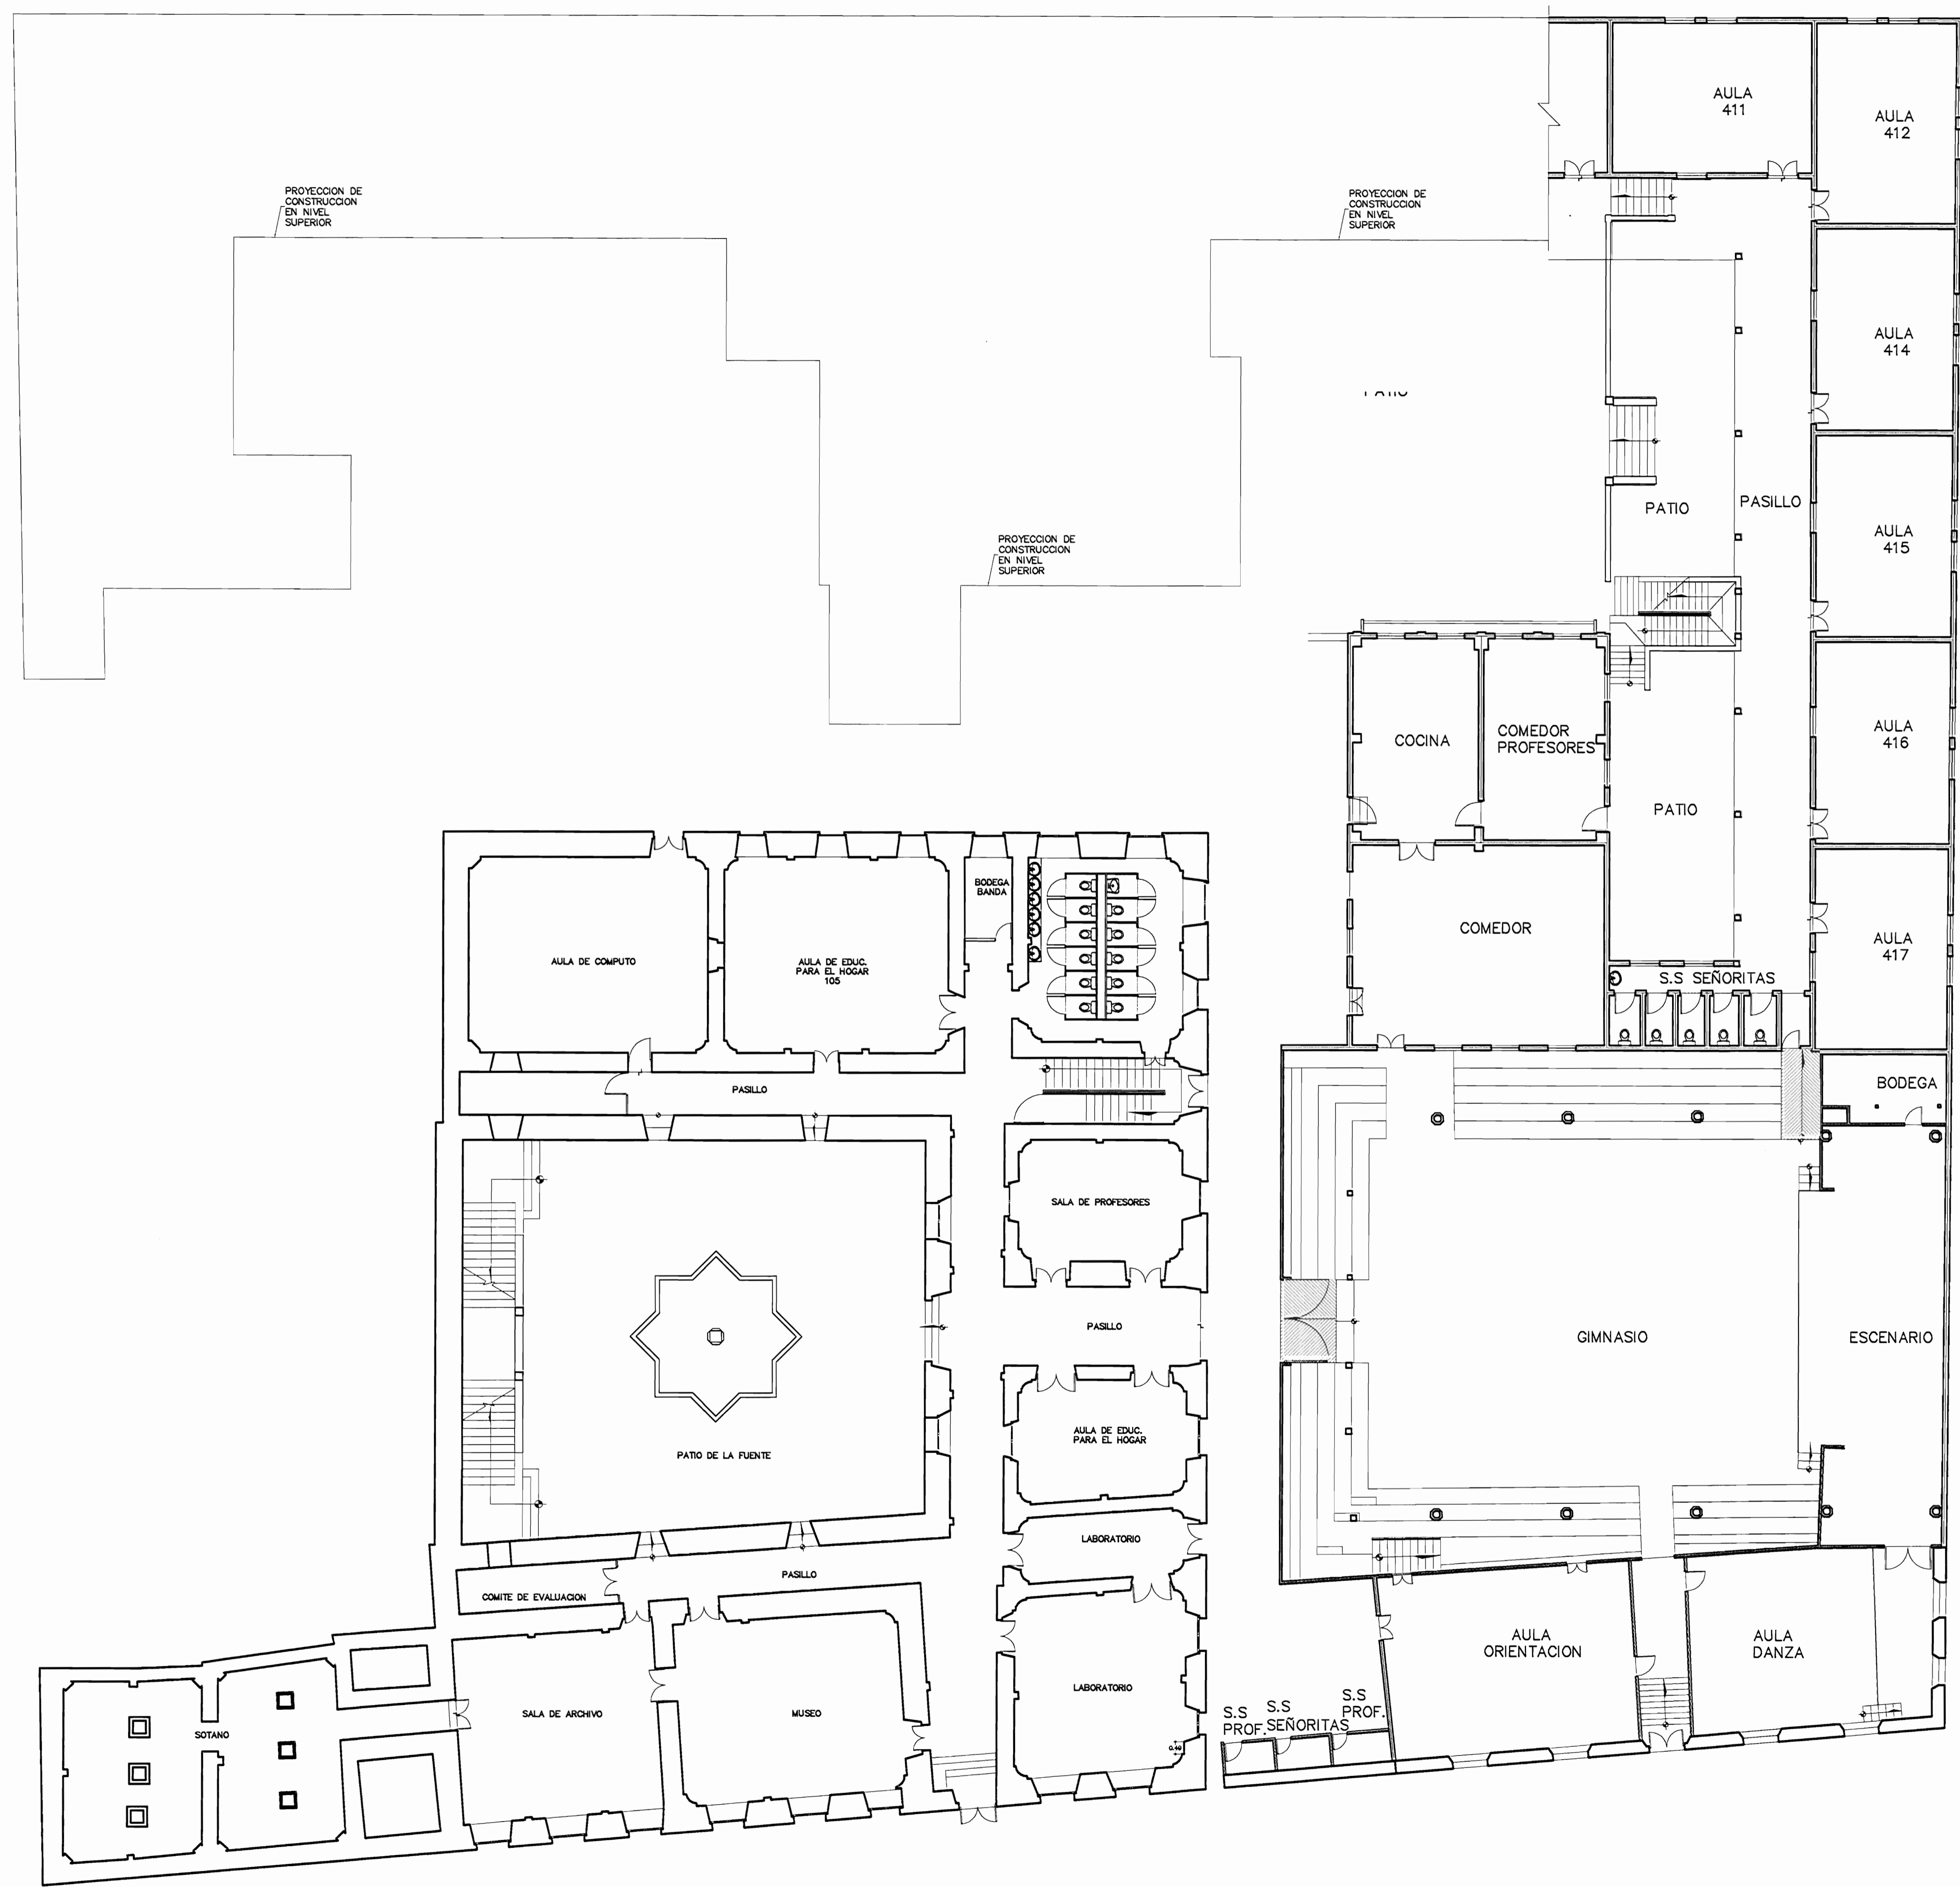 AULA
411
AULA
412
PROYECCION DE
CONSTRUCCION
EN NIVEL
SUPERIOR
PROYECCION DE
CONSTRUCCION
EN NIVEL
SUPERIOR
AULA
414
PATIO
PASILLO
AULA
415
PROYECCION DE
CONSTRUCCION
EN NIVEL
SUPERIOR
COCINA
COMEDOR
PROFESORES
AULA
416
PATIO
BODEGA
BANDA
COMEDOR
AULA
417
AULA DE COMPUTO
AULA DE EDUC.
PARA EL HOGAR
105
S.S SEÑORITAS
PASILLO
BODEGA
SALA DE PROFESORES
PASILLO
GIMNASIO
ESCENARIO
AULA DE EDUC.
PARA EL HOGAR
PATIO DE LA FUENTE
LABORATORIO
PASILLO
COMITE DE EVALUACION
AULA
ORIENTACION
AULA
DANZA
LABORATORIO
SALA DE ARCHIVO
MUSEO
SOTANO
S.S
PROF.
S.S
SEÑORITAS
S.S
PROF.
0.40